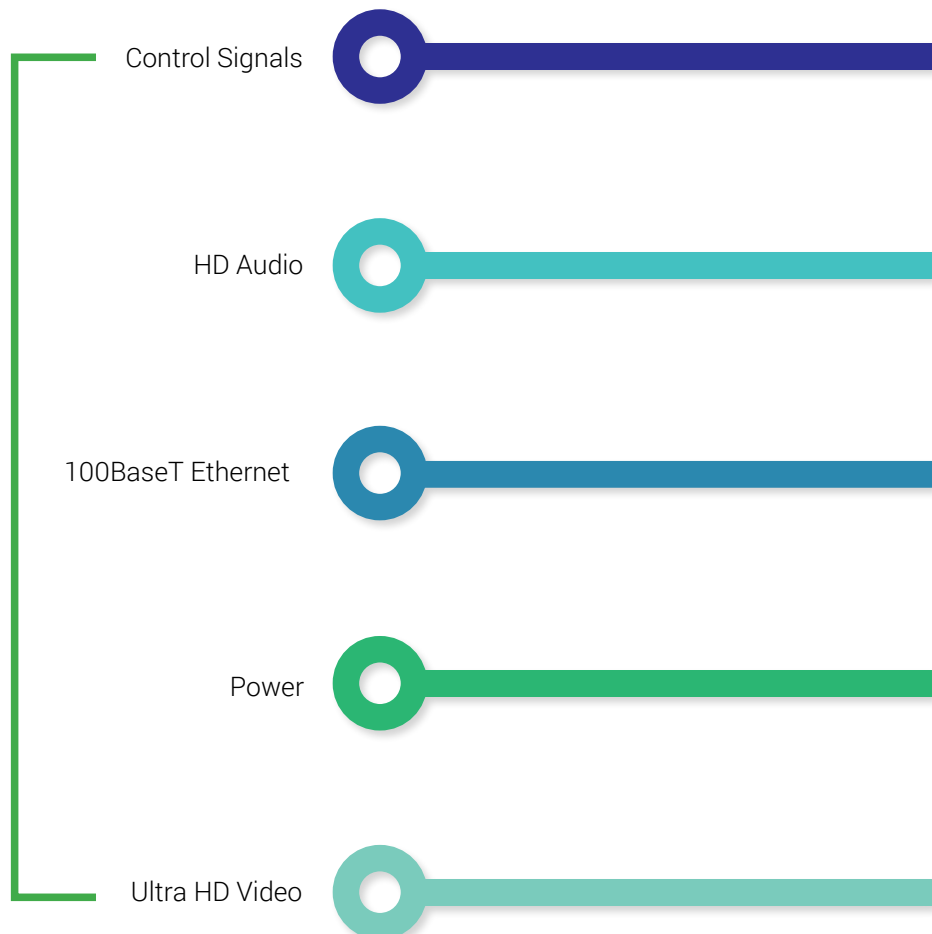 Control Signals
HD Audio
100BaseT Ethernet
Power
Ultra HD Video